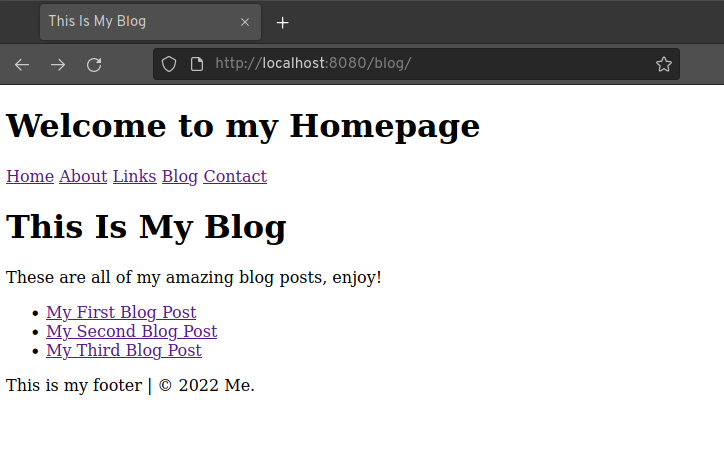 This Is My Blog
http://localhost:8080/blog/
Welcome to my Homepage
Home About Links Blog Contact
This Is My Blog
These are all of my amazing blog posts, enjoy!
My First Blog Post
My Second Blog Post
My Third Blog Post
This is my footer | © 2022 Me.